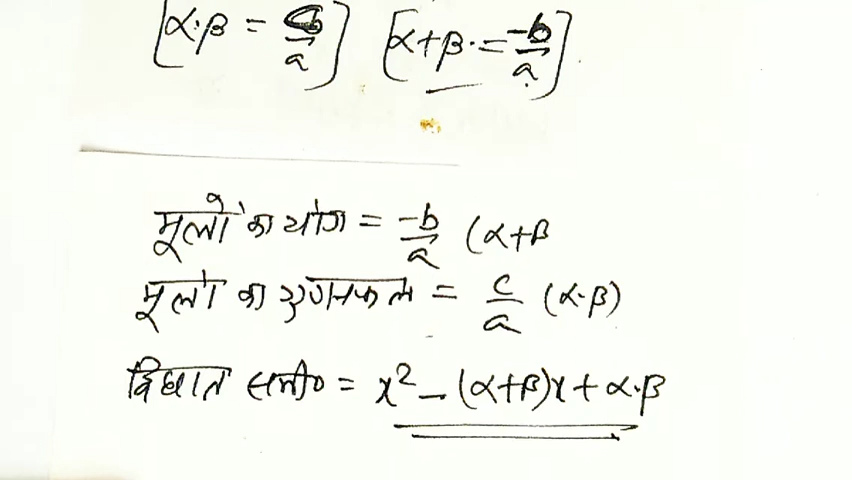 [α·β = c/a] [α+β·= -b/a]
मूलों का योग = -b/a (α+β
मूलों का गुणनफल = c/a (α·β)
द्विघात समी० = x² - (α+β)x + α·β